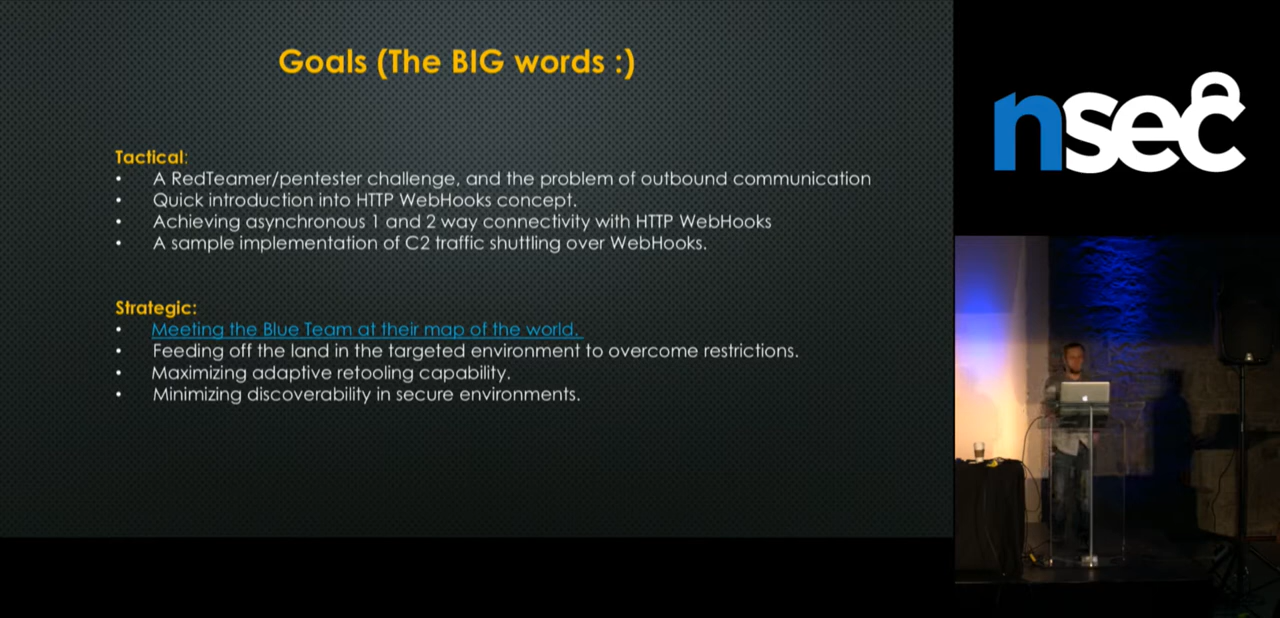 Goals (The BIG words :)
Tactical:
• A RedTeamer/pentester challenge, and the problem of outbound communication
• Quick introduction into HTTP WebHooks concept.
• Achieving asynchronous 1 and 2 way connectivity with HTTP WebHooks
• A sample implementation of C2 traffic shuttling over WebHooks.
Strategic:
• Meeting the Blue Team at their map of the world.
• Feeding off the land in the targeted environment to overcome restrictions.
• Maximizing adaptive retooling capability.
• Minimizing discoverability in secure environments.
nsec